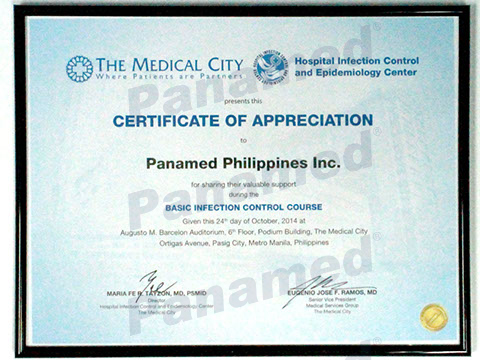 THE MEDICAL CITY
Where Patients are Partners
Hospital Infection Control
and Epidemiology Center
presents this
CERTIFICATE OF APPRECIATION
to
Panamed Philippines Inc.
for sharing their valuable support
during the
BASIC INFECTION CONTROL COURSE
Given this 24th day of October, 2014 at
Augusto M. Barcelon Auditorium, 6th Floor, Podium Building, The Medical City
Ortigas Avenue, Pasig City, Metro Manila, Philippines
MARIA FE R. TAYZON, MD, PSMID
Director
Hospital Infection Control and Epidemiology Center
The Medical City
EUGENIO JOSE F. RAMOS, MD
Senior Vice President
Medical Services Group
The Medical City
Panamed
Panamed
Panamed